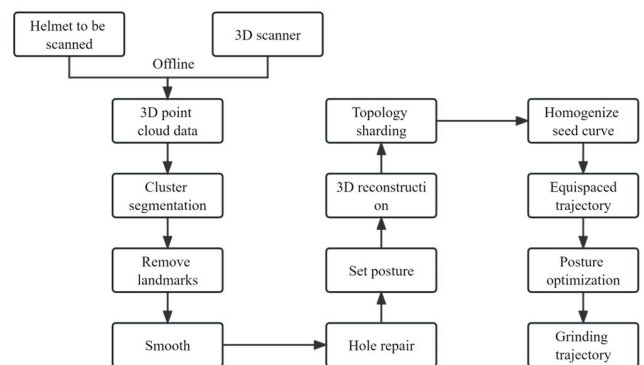 Helmet to be
scanned
3D scanner
Offline
3D point
cloud data
Cluster
segmentation
Remove
landmarks
Smooth
Hole repair
Set posture
3D reconstructi
on
Topology
sharding
Homogenize
seed curve
Equispaced
trajectory
Posture
optimization
Grinding
trajectory